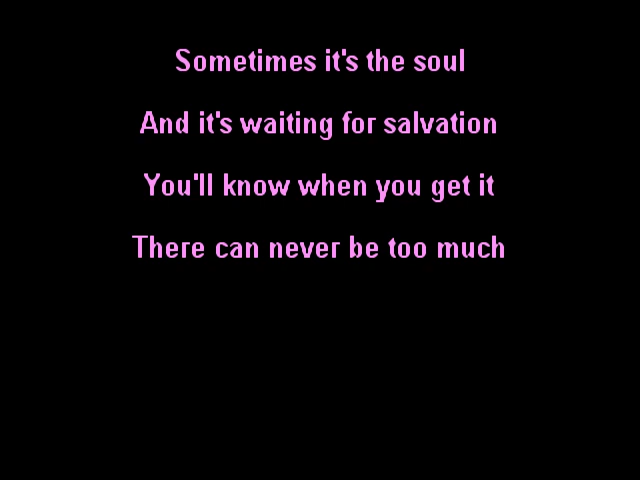 Sometimes it's the soul
And it's waiting for salvation
You'll know when you get it
There can never be too much